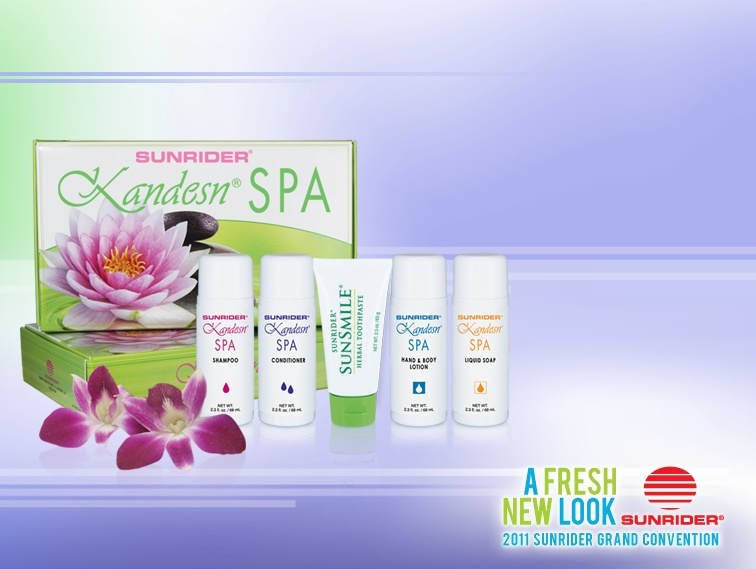 SUNRIDER®
Kandesn® SPA
SUNRIDER
Kandesn®
SPA
SHAMPOO
NET WT.
2.3 fl. oz. / 68 mL
SUNRIDER
Kandesn®
SPA
CONDITIONER
NET WT.
2.3 fl. oz. / 68 mL
SUNRIDER®
SUNSMILE®
HERBAL TOOTHPASTE
SUNRIDER
Kandesn®
SPA
HAND & BODY
LOTION
NET WT.
2.3 fl. oz. / 68 mL
SUNRIDER
Kandesn®
SPA
LIQUID SOAP
NET WT.
2.3 fl. oz. / 68 mL
A FRESH
NEW LOOK
SUNRIDER®
2011 SUNRIDER GRAND CONVENTION